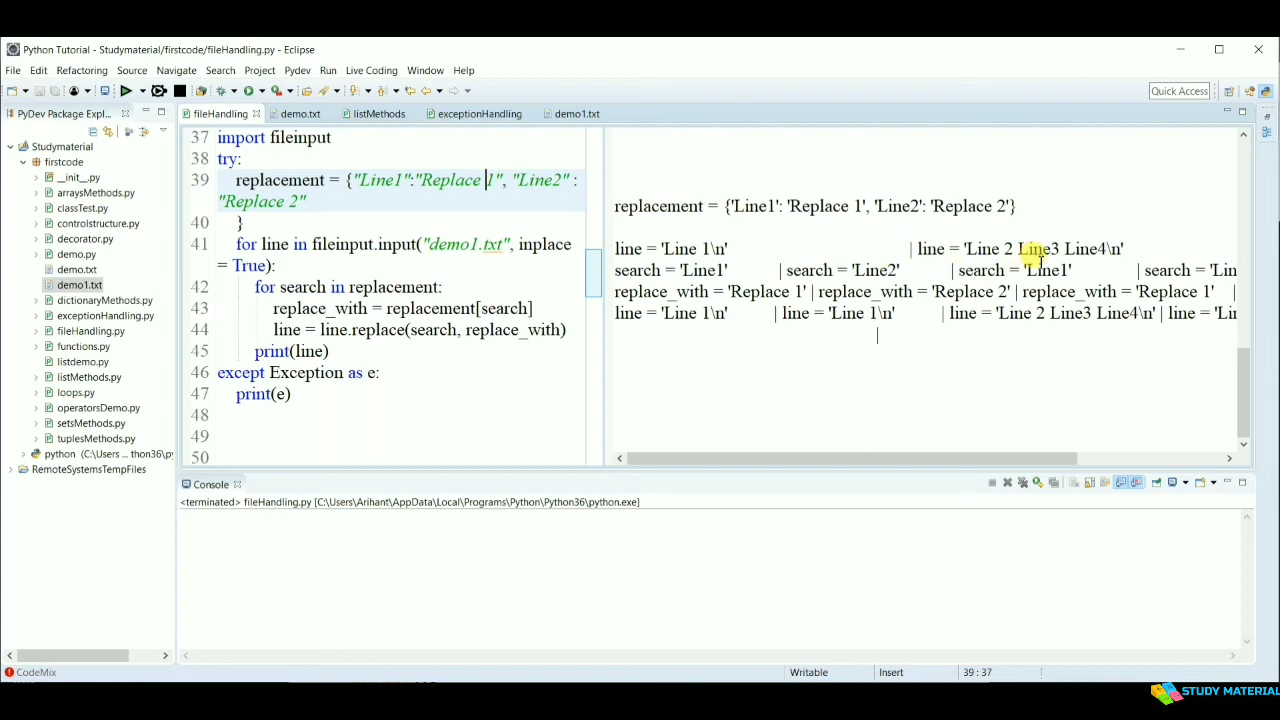 Python Tutorial - Studymaterial/firstcode/fileHandling.py - Eclipse
File Edit Refactoring Source Navigate Search Project Pydev Run Live Coding Window Help
Quick Access
PyDev Package Expl...
fileHandling demo.txt listMethods exceptionHandling demo1.txt
Studymaterial
firstcode
__init__.py
arraysMethods.py
classTest.py
controlstructure.py
decorator.py
demo.py
demo.txt
demo1.txt
dictionaryMethods.py
exceptionHandling.py
fileHandling.py
functions.py
listdemo.py
listMethods.py
loops.py
operatorsDemo.py
setsMethods.py
tuplesMethods.py
python (C:\Users ... thon36\py
RemoteSystemsTempFiles
37 import fileinput
38 try:
39 replacement = {"Line1":"Replace 1", "Line2" :
"Replace 2"
40 }
41 for line in fileinput.input("demo1.txt", inplace
= True):
42 for search in replacement:
43 replace_with = replacement[search]
44 line = line.replace(search, replace_with)
45 print(line)
46 except Exception as e:
47 print(e)
48
49
50
replacement = {'Line1': 'Replace 1', 'Line2': 'Replace 2'}
line = 'Line 1\n' | line = 'Line 2 Line3 Line4\n'
search = 'Line1' | search = 'Line2' | search = 'Line1' | search = 'Lin
replace_with = 'Replace 1' | replace_with = 'Replace 2' | replace_with = 'Replace 1' |
line = 'Line 1\n' | line = 'Line 1\n' | line = 'Line 2 Line3 Line4\n' | line = 'Lin
|
Console
<terminated> fileHandling.py [C:\Users\Arihant\AppData\Local\Programs\Python\Python36\python.exe]
CodeMix
Writable Insert 39 : 37
STUDY MATERIAL